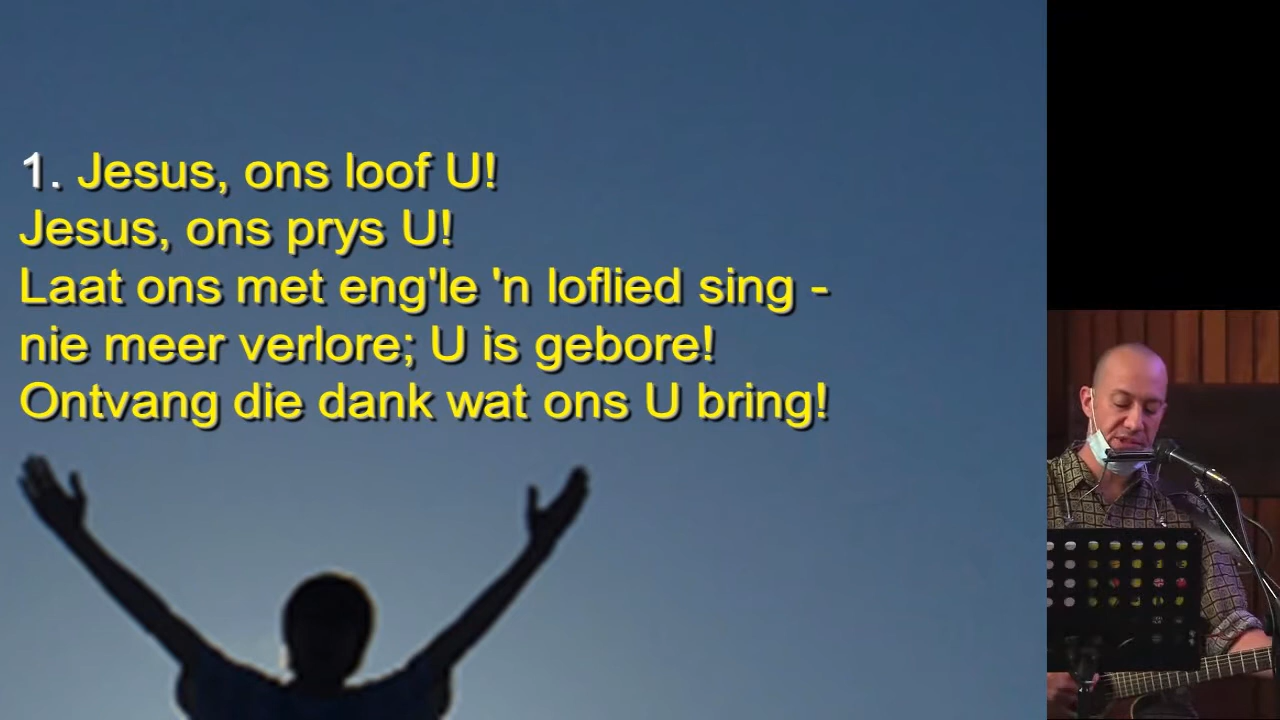 1. Jesus, ons loof U!
Jesus, ons prys U!
Laat ons met eng'le 'n loflied sing -
nie meer verlore; U is gebore!
Ontvang die dank wat ons U bring!